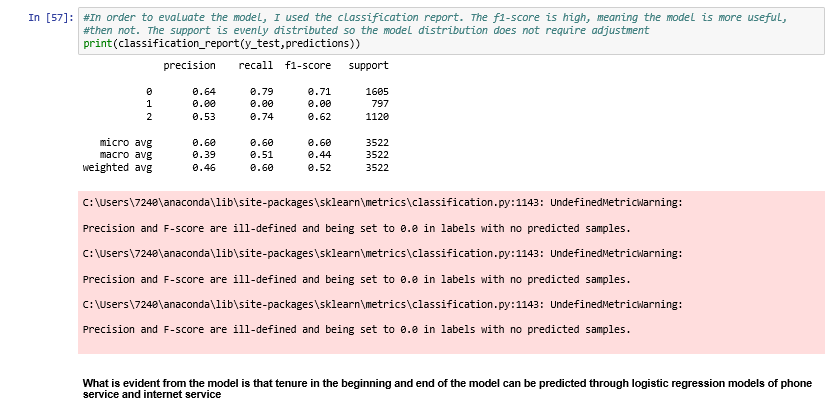 In [57]: #In order to evaluate the model, I used the classification report. The f1-score is high, meaning the model is more useful,
#then not. The support is evenly distributed so the model distribution does not require adjustment
print(classification_report(y_test,predictions))
precision recall f1-score support
0 0.64 0.79 0.71 1605
1 0.00 0.00 0.00 797
2 0.53 0.74 0.62 1120
micro avg 0.60 0.60 0.60 3522
macro avg 0.39 0.51 0.44 3522
weighted avg 0.46 0.60 0.52 3522
C:\Users\7240\anaconda\lib\site-packages\sklearn\metrics\classification.py:1143: UndefinedMetricWarning:
Precision and F-score are ill-defined and being set to 0.0 in labels with no predicted samples.
C:\Users\7240\anaconda\lib\site-packages\sklearn\metrics\classification.py:1143: UndefinedMetricWarning:
Precision and F-score are ill-defined and being set to 0.0 in labels with no predicted samples.
C:\Users\7240\anaconda\lib\site-packages\sklearn\metrics\classification.py:1143: UndefinedMetricWarning:
Precision and F-score are ill-defined and being set to 0.0 in labels with no predicted samples.
What is evident from the model is that tenure in the beginning and end of the model can be predicted through logistic regression models of phone
service and internet service